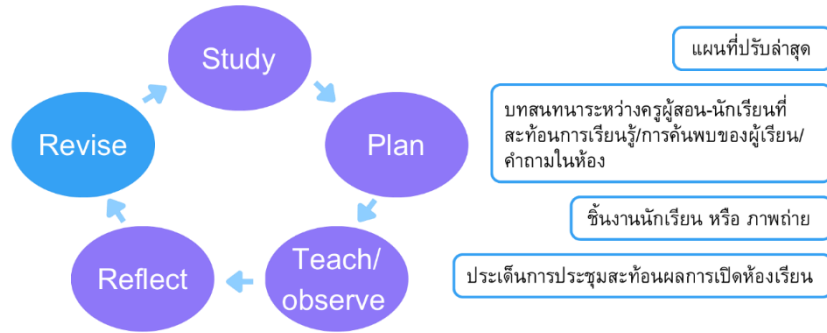 Study
Plan
Teach/
observe
Reflect
Revise
แผนที่ปรับล่าสุด
บทสนทนาระหว่างครูผู้สอน-นักเรียนที่
สะท้อนการเรียนรู้/การค้นพบของผู้เรียน/
คำถามในห้อง
ชิ้นงานนักเรียน หรือ ภาพถ่าย
ประเด็นการประชุมสะท้อนผลการเปิดห้องเรียน